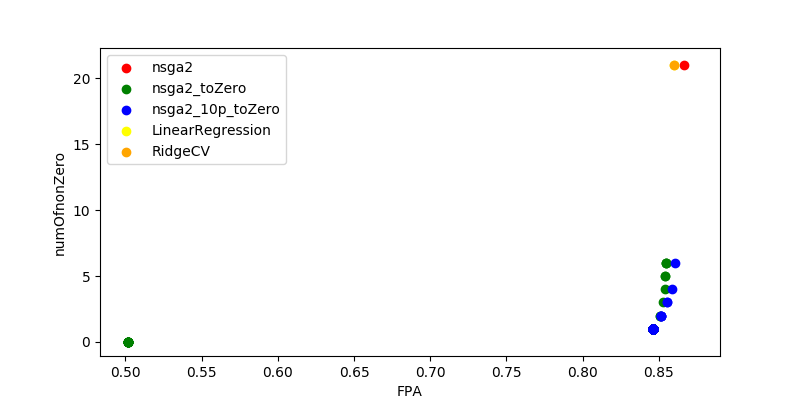 nsga2
nsga2_toZero
nsga2_10p_toZero
LinearRegression
RidgeCV
numOfnonZero
20
15
10
5
0
0.50 0.55 0.60 0.65 0.70 0.75 0.80 0.85
FPA